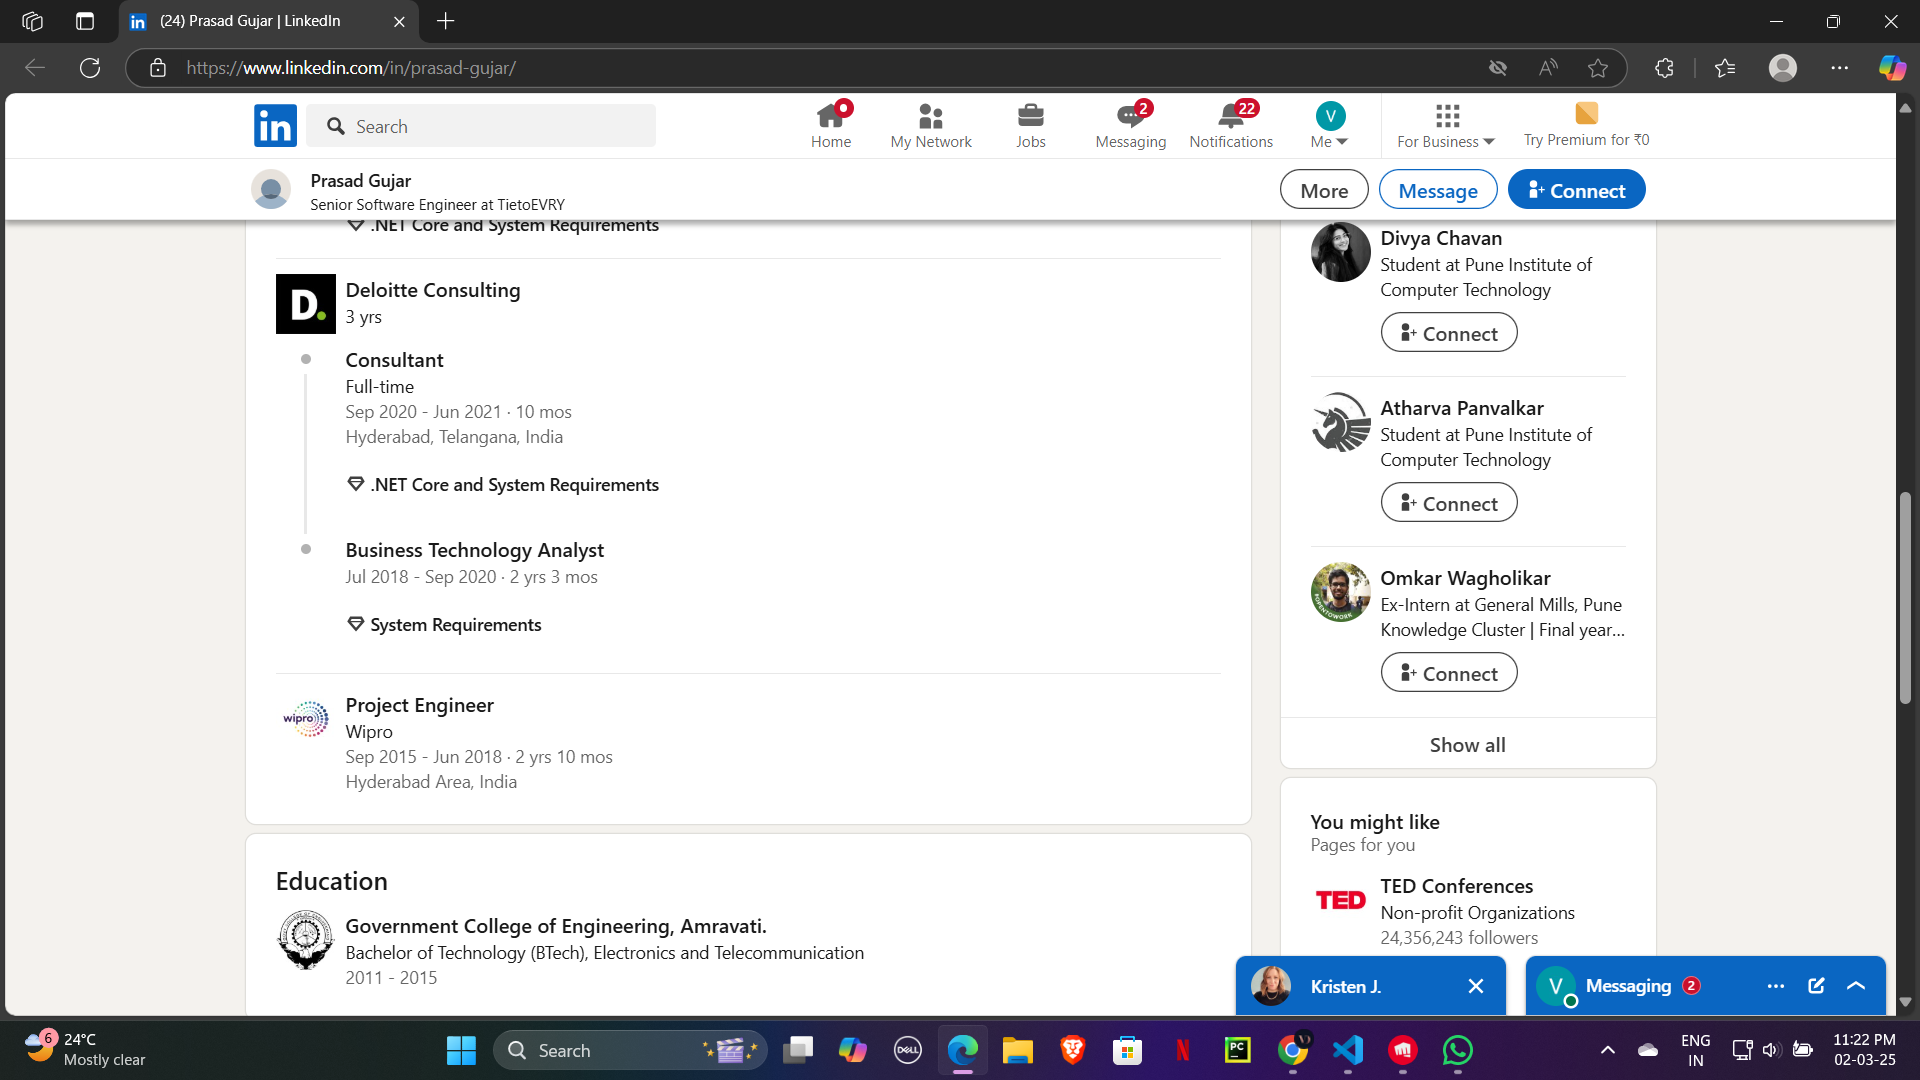 (24) Prasad Gujar | LinkedIn
https://www.linkedin.com/in/prasad-gujar/
in
Search
Home
My Network
Jobs
2
Messaging
22
Notifications
V
Me
For Business
Try Premium for ₹0
Prasad Gujar
Senior Software Engineer at TietoEVRY
More
Message
Connect
.NET Core and System Requirements
D.
Deloitte Consulting
3 yrs
Consultant
Full-time
Sep 2020 - Jun 2021 · 10 mos
Hyderabad, Telangana, India
.NET Core and System Requirements
Business Technology Analyst
Jul 2018 - Sep 2020 · 2 yrs 3 mos
System Requirements
wipro
Project Engineer
Wipro
Sep 2015 - Jun 2018 · 2 yrs 10 mos
Hyderabad Area, India
Education
Government College of Engineering, Amravati.
Bachelor of Technology (BTech), Electronics and Telecommunication
2011 - 2015
Divya Chavan
Student at Pune Institute of
Computer Technology
Connect
Atharva Panvalkar
Student at Pune Institute of
Computer Technology
Connect
#OPENTOWORK
Omkar Wagholikar
Ex-Intern at General Mills, Pune
Knowledge Cluster | Final year...
Connect
Show all
You might like
Pages for you
TED
TED Conferences
Non-profit Organizations
24,356,243 followers
Kristen J.
V
Messaging
2
6
24°C
Mostly clear
Search
DELL
N
PC
ENG
IN
11:22 PM
02-03-25